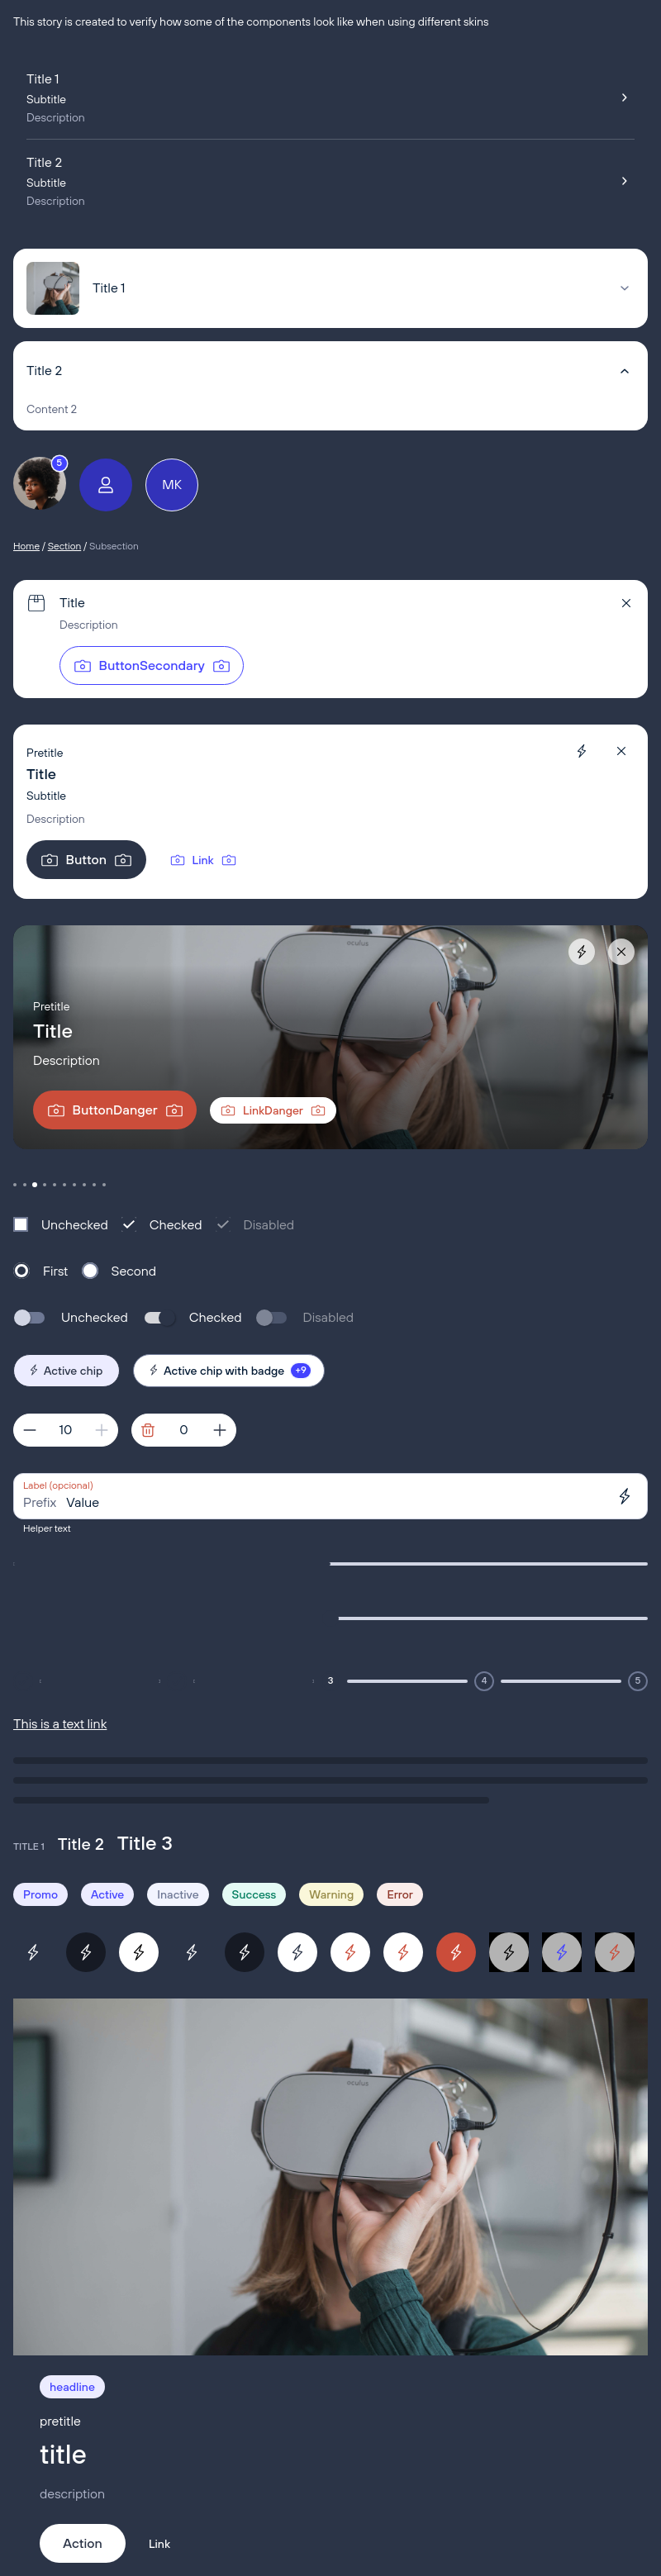 This story is created to verify how some of the components look like when using different skins
Title 1
Subtitle
Description
Title 2
Subtitle
Description
Title 1
Title 2
Content 2
5
MK
Home / Section / Subsection
Title
Description
ButtonSecondary
Pretitle
Title
Subtitle
Description
Button Link
oculus
Pretitle
Title
Description
ButtonDanger LinkDanger
Unchecked Checked Disabled
First Second
Unchecked Checked Disabled
Active chip Active chip with badge +9
10 0
Label (opcional)
Prefix Value
Helper text
3 4 5
This is a text link
TITLE 1 Title 2 Title 3
Promo Active Inactive Success Warning Error
oculus
headline
pretitle
title
description
Action Link